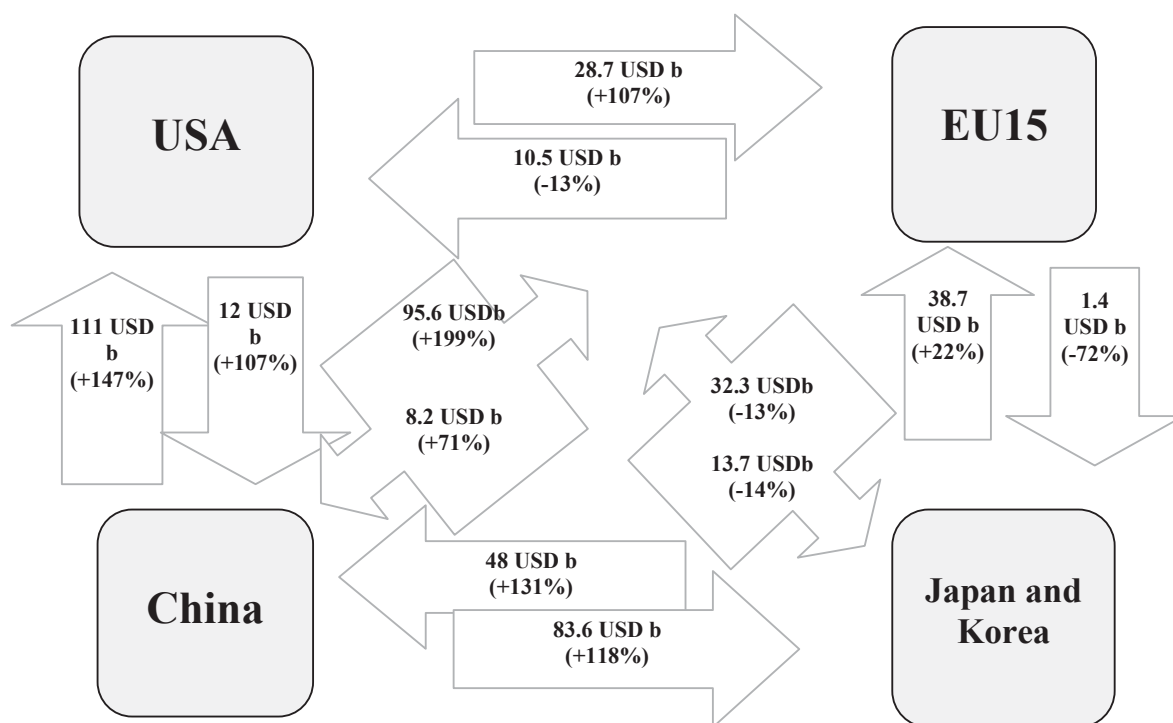 USA
28.7 USD b
(+107%)
EU15
10.5 USD b
(-13%)
111 USD
b
(+147%)
12 USD
b
(+107%)
95.6 USDb
(+199%)
8.2 USD b
(+71%)
32.3 USDb
(-13%)
13.7 USDb
(-14%)
38.7
USD b
(+22%)
1.4
USD b
(-72%)
China
48 USD b
(+131%)
83.6 USD b
(+118%)
Japan and
Korea